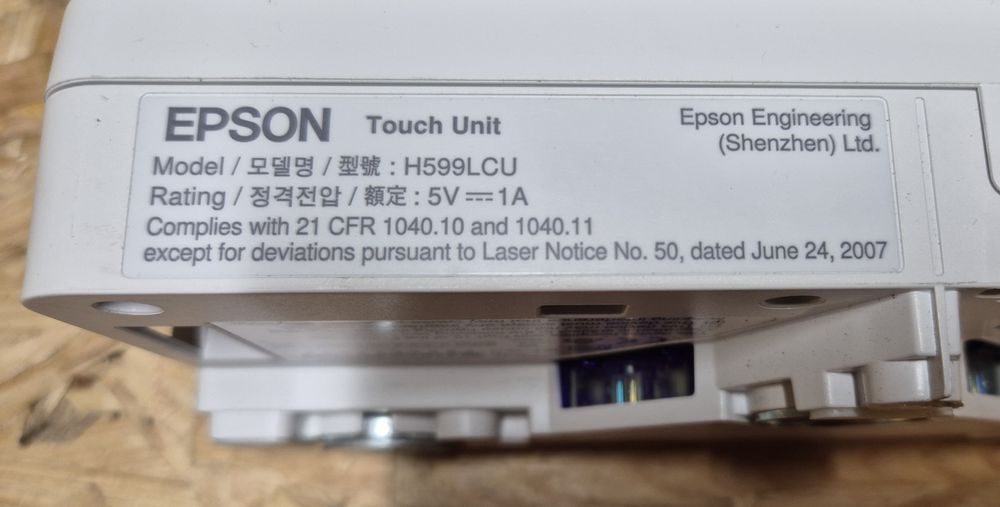 EPSON Touch Unit
Epson Engineering
(Shenzhen) Ltd.
Model / 모델명 / 型號 : H599LCU
Rating / 정격전압 / 額定 : 5V ⎓ 1A
Complies with 21 CFR 1040.10 and 1040.11
except for deviations pursuant to Laser Notice No. 50, dated June 24, 2007